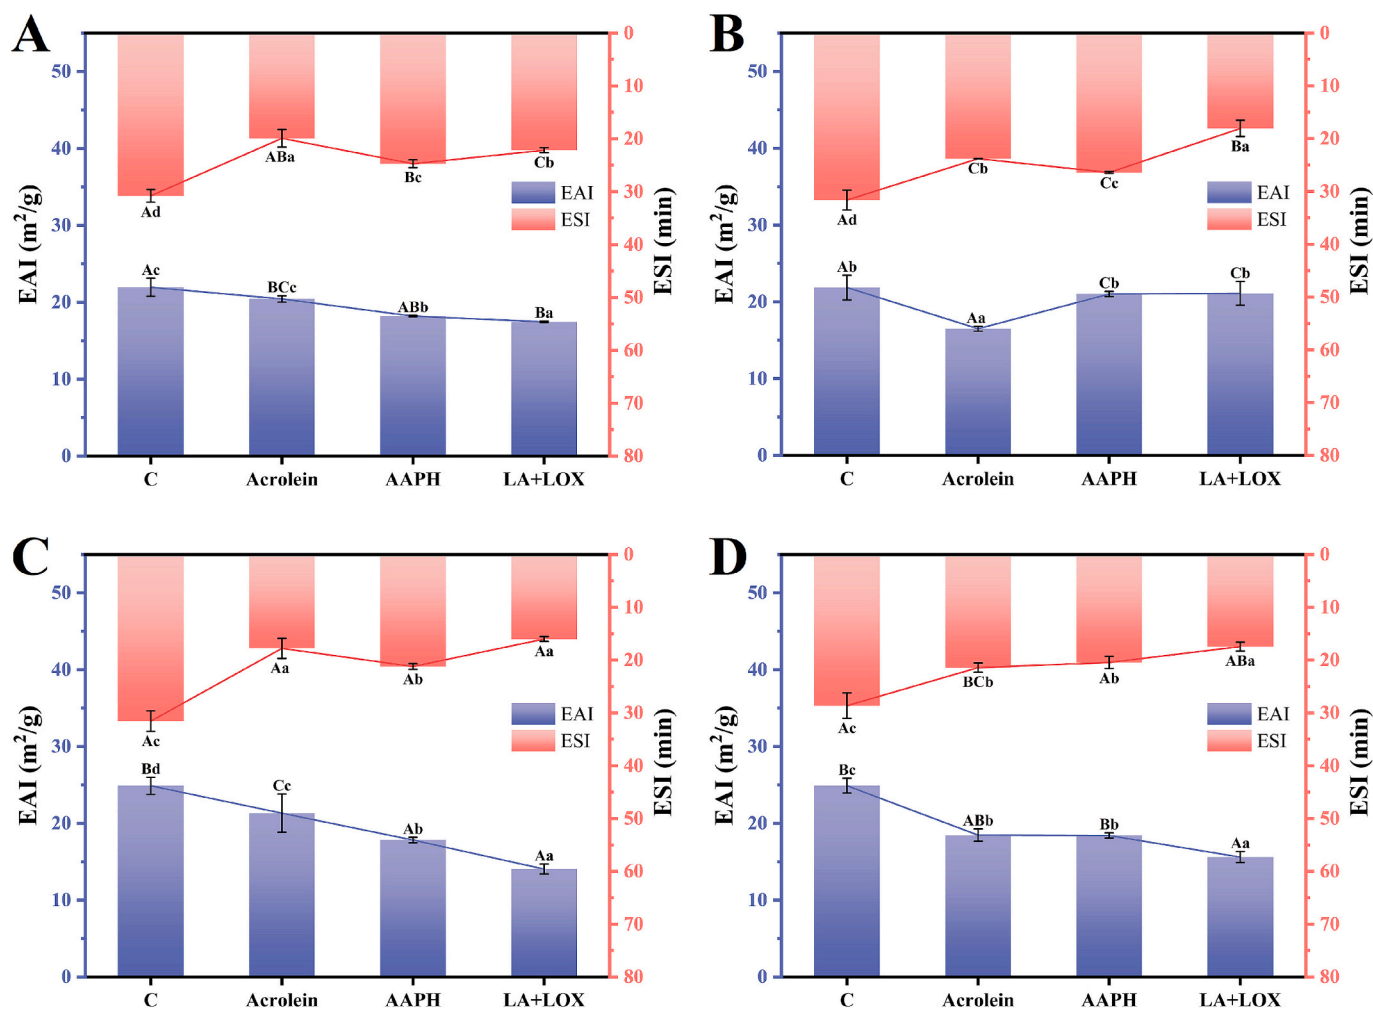 A
EAI (m²/g)
50
40
30
20
10
0
0
10
20
30
40
50
60
70
80
ESI (min)
Ad
ABa
Bc
Cb
EAI
ESI
Ac
BCc
ABb
Ba
C
Acrolein
AAPH
LA+LOX
B
EAI (m²/g)
50
40
30
20
10
0
0
10
20
30
40
50
60
70
80
ESI (min)
Ad
Cb
Cc
Ba
EAI
ESI
Ab
Aa
Cb
Cb
C
Acrolein
AAPH
LA+LOX
C
EAI (m²/g)
50
40
30
20
10
0
0
10
20
30
40
50
60
70
80
ESI (min)
Ac
Aa
Ab
Aa
EAI
ESI
Bd
Cc
Ab
Aa
C
Acrolein
AAPH
LA+LOX
D
EAI (m²/g)
50
40
30
20
10
0
0
10
20
30
40
50
60
70
80
ESI (min)
Ac
BCb
Ab
ABa
EAI
ESI
Bc
ABb
Bb
Aa
C
Acrolein
AAPH
LA+LOX